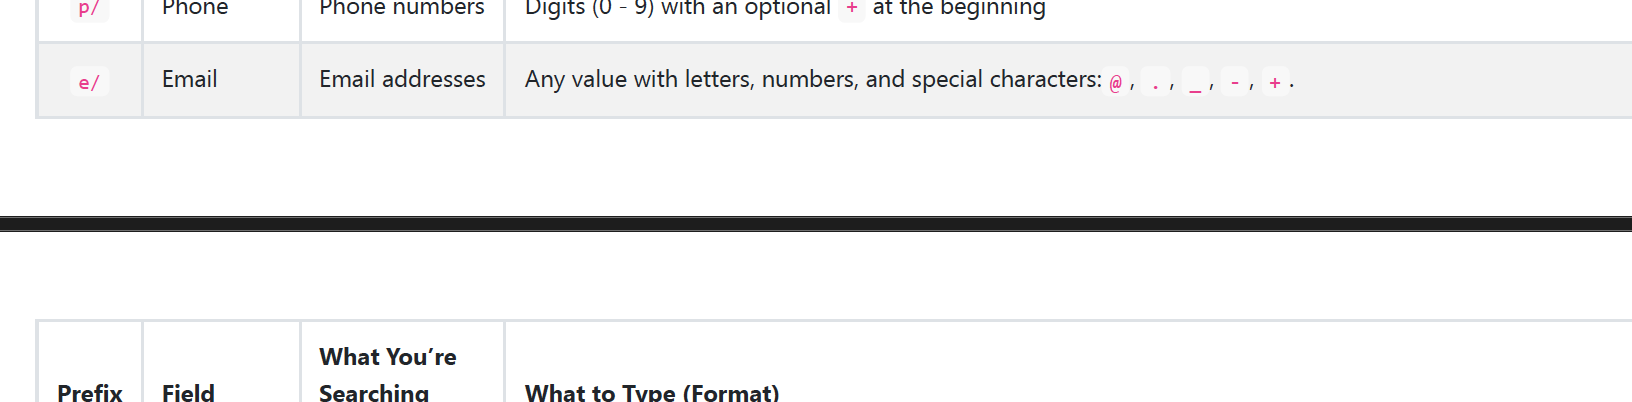 p/ Phone Phone numbers Digits (0 - 9) with an optional + at the beginning
e/ Email Email addresses Any value with letters, numbers, and special characters: @ , . , _ , - , + .
What You’re
Prefix Field Searching What to Type (Format)